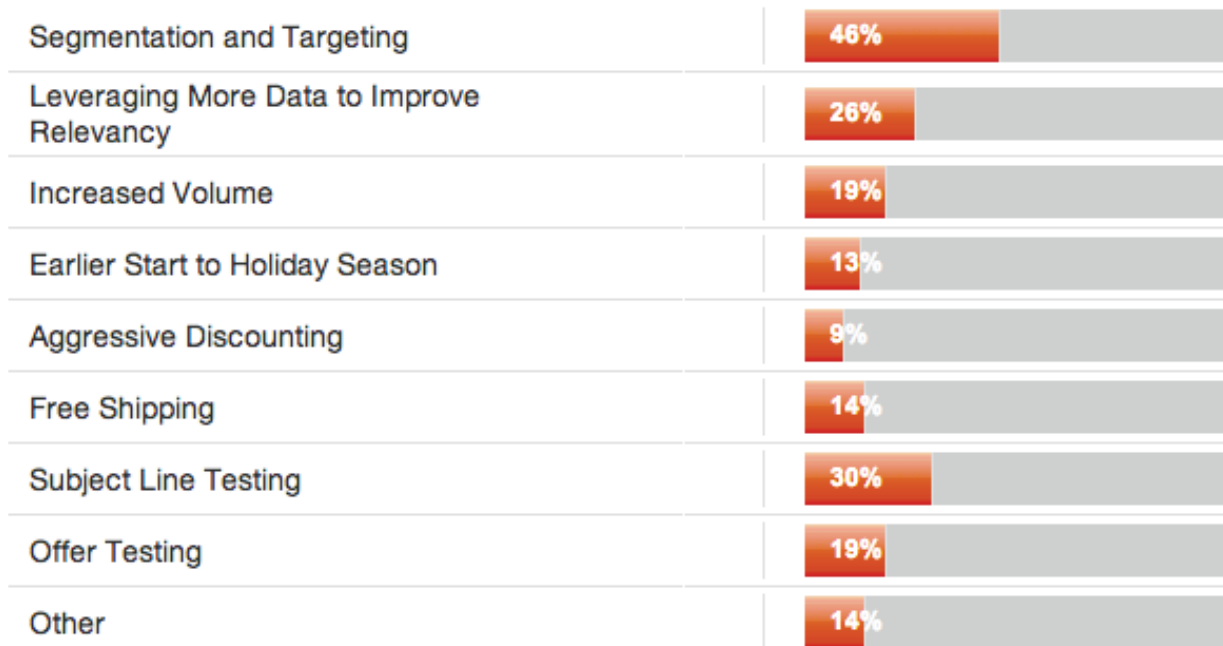 Segmentation and Targeting 46%
Leveraging More Data to Improve
Relevancy 26%
Increased Volume 19%
Earlier Start to Holiday Season 13%
Aggressive Discounting 9%
Free Shipping 14%
Subject Line Testing 30%
Offer Testing 19%
Other 14%